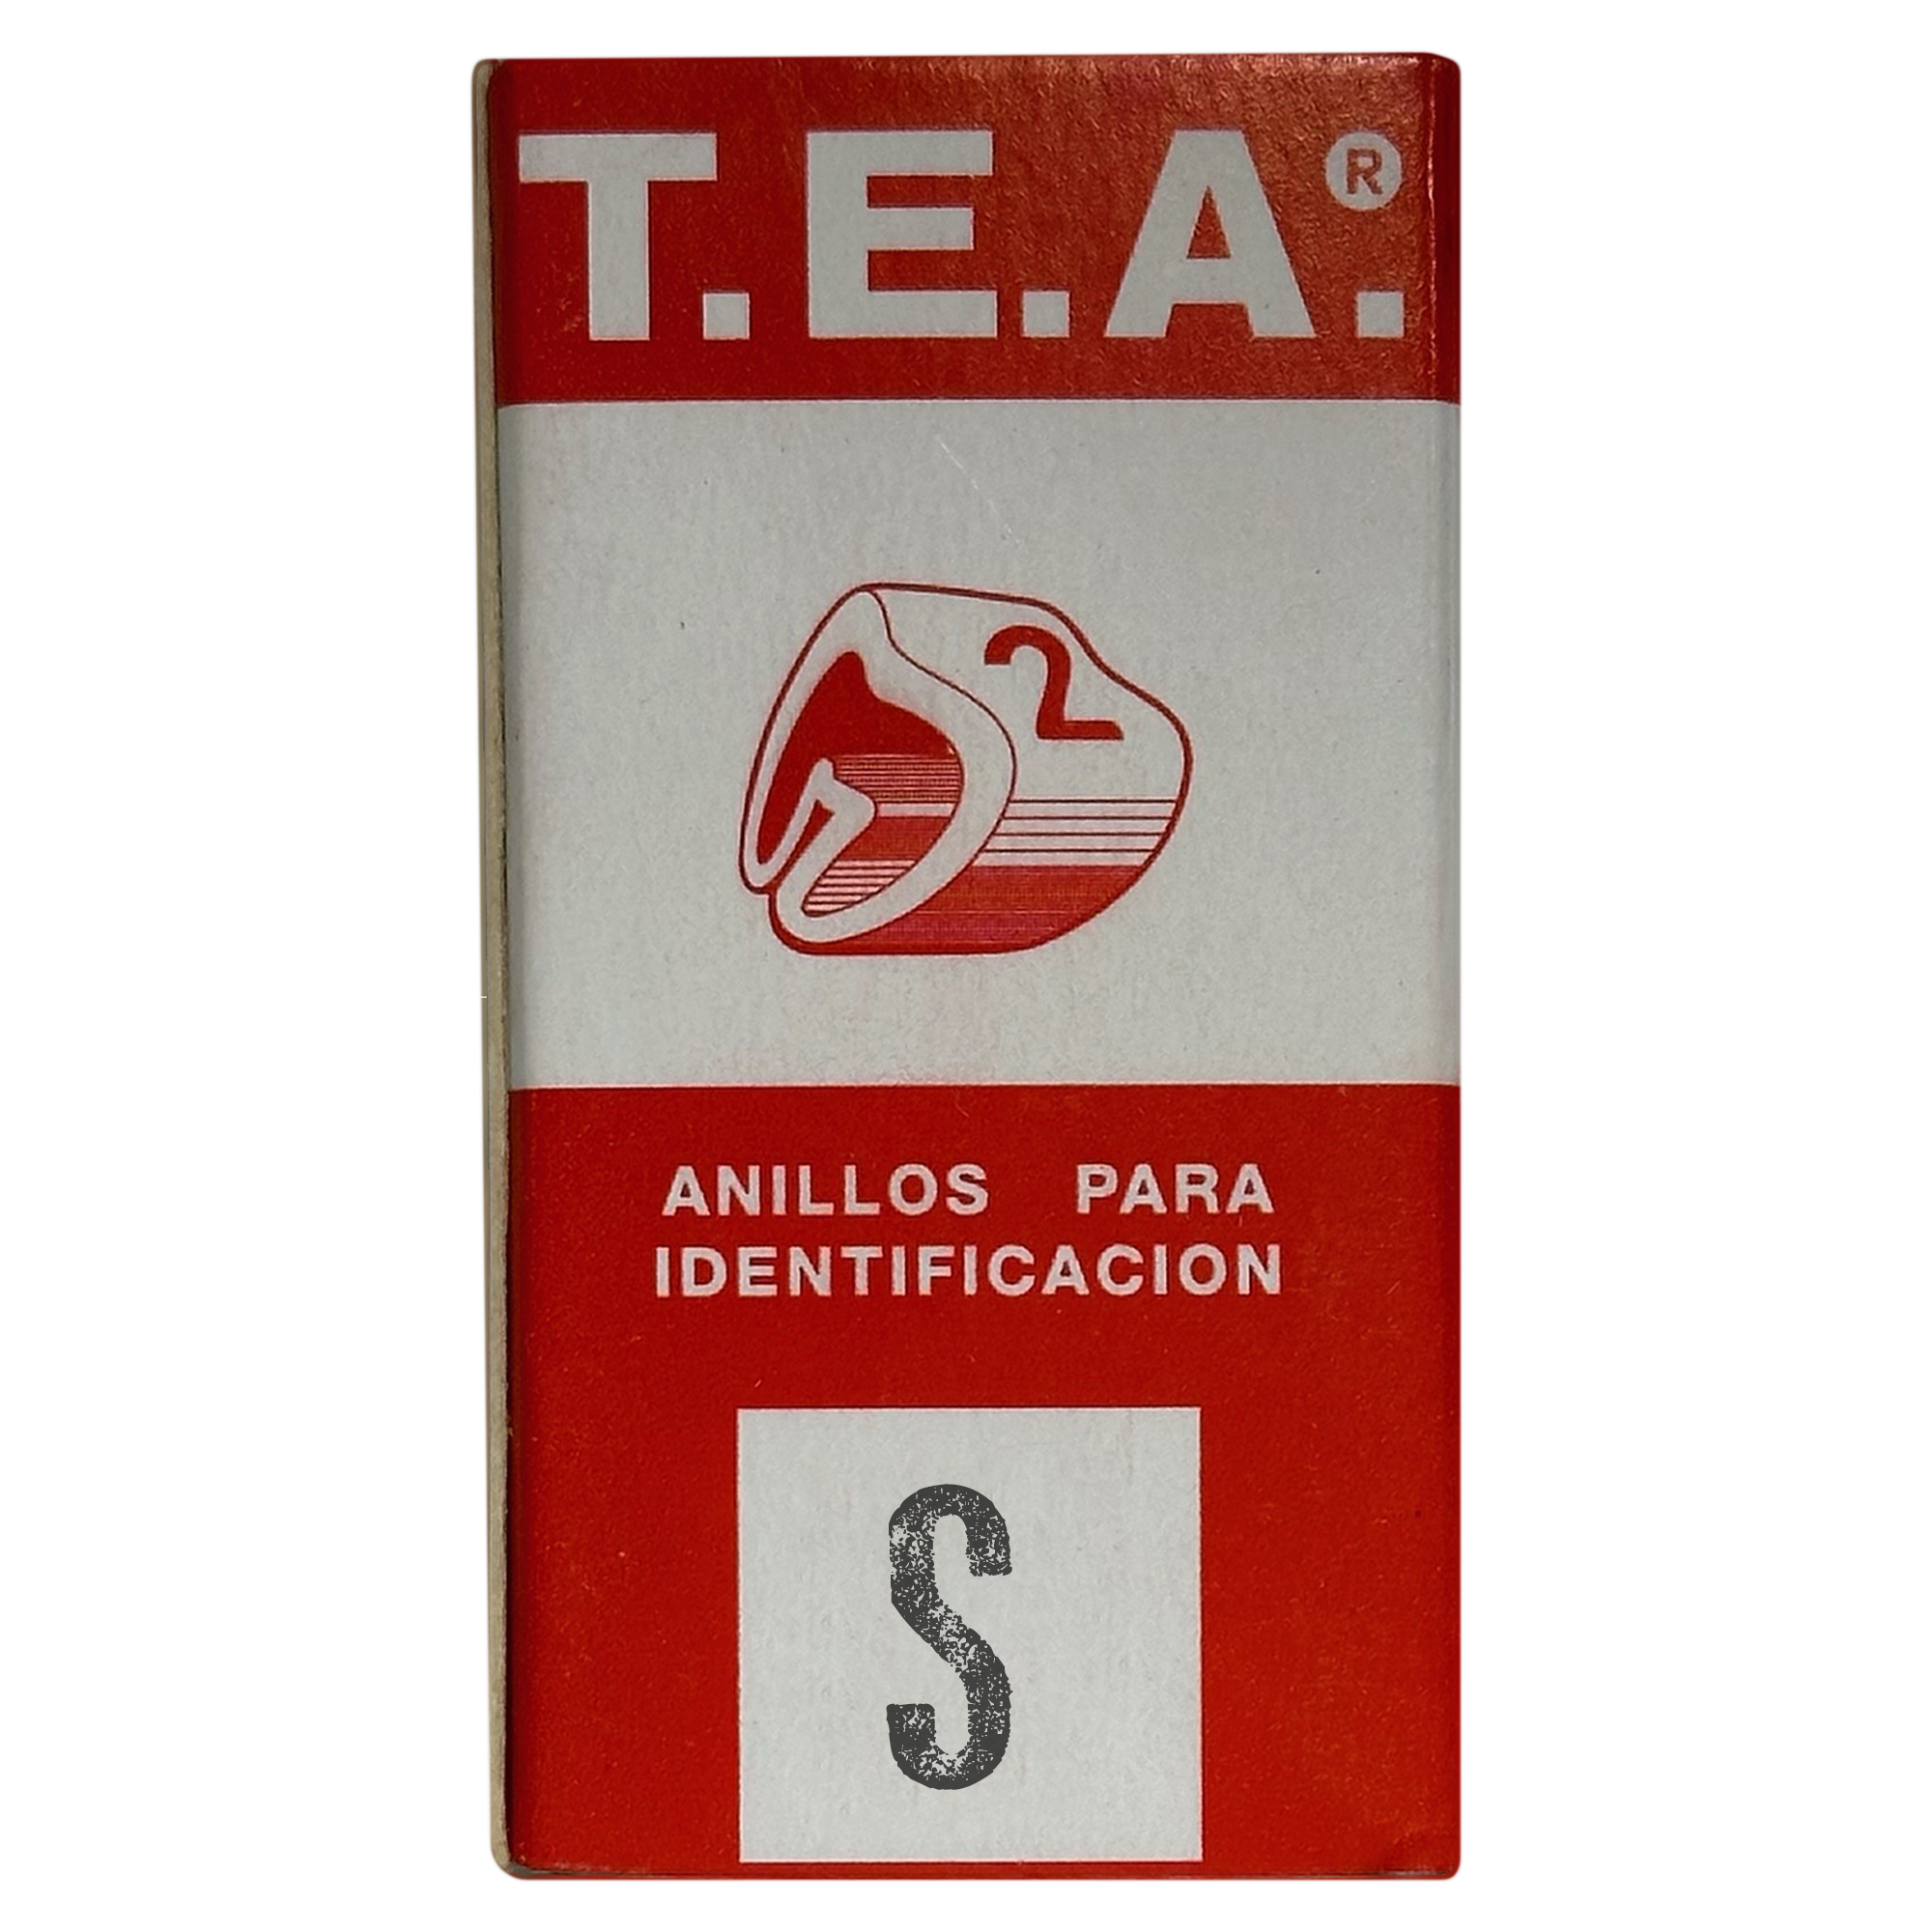 T.E.A.®
2
ANILLOS PARA
IDENTIFICACION
S